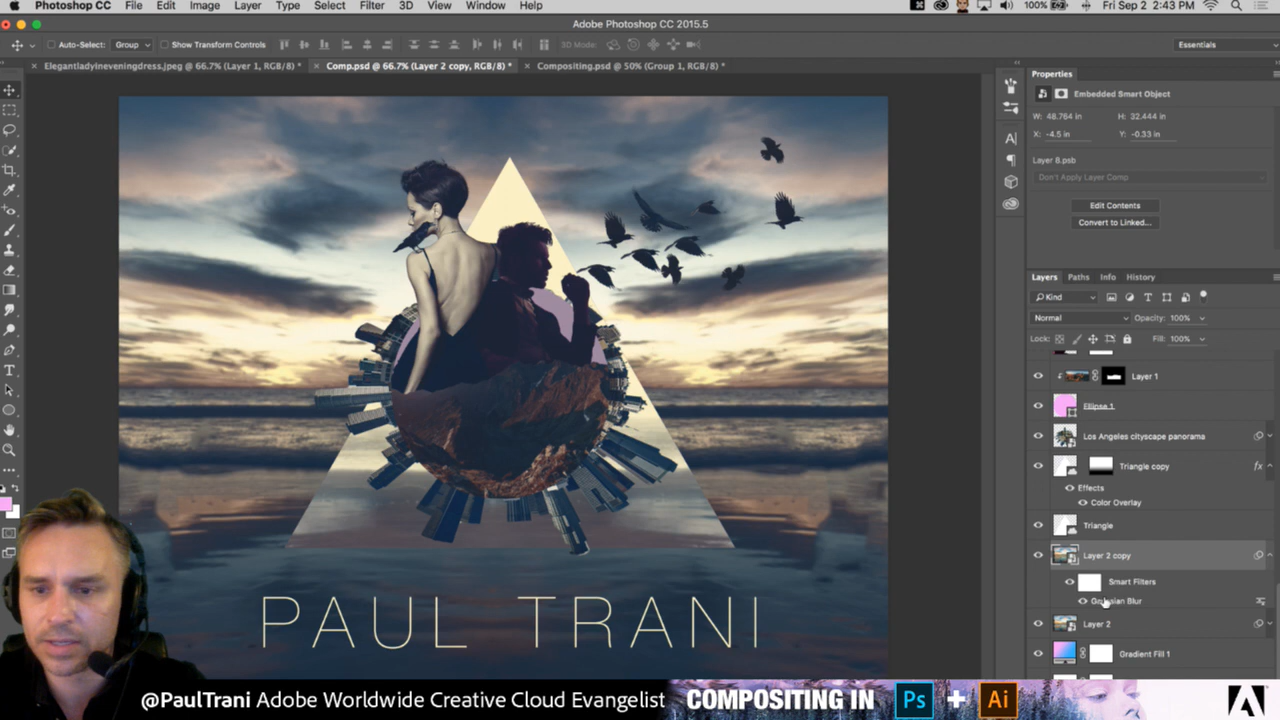 Photoshop CC File Edit Image Layer Type Select Filter 3D View Window Help 100% Fri Sep 2 2:43 PM
Adobe Photoshop CC 2015.5
Auto-Select: Group Show Transform Controls 3D Mode: Essentials
Elegantladyineveningdress.jpeg @ 66.7% (Layer 1, RGB/8) * Comp.psd @ 66.7% (Layer 2 copy, RGB/8) * Compositing.psd @ 50% (Group 1, RGB/8) *
Properties
Embedded Smart Object
W: 48.764 in H: 32.444 in
X: -4.5 in Y: -0.33 in
Layer 8.psb
Don't Apply Layer Comp
Edit Contents
Convert to Linked...
Layers Paths Info History
Kind
Normal Opacity: 100%
Lock: Fill: 100%
Layer 1
Ellipse 1
Los Angeles cityscape panorama
Triangle copy fx
Effects
Color Overlay
Triangle
Layer 2 copy
Smart Filters
Gaussian Blur
Layer 2
Gradient Fill 1
PAUL TRANI
@PaulTrani Adobe Worldwide Creative Cloud Evangelist COMPOSITING IN Ps + Ai